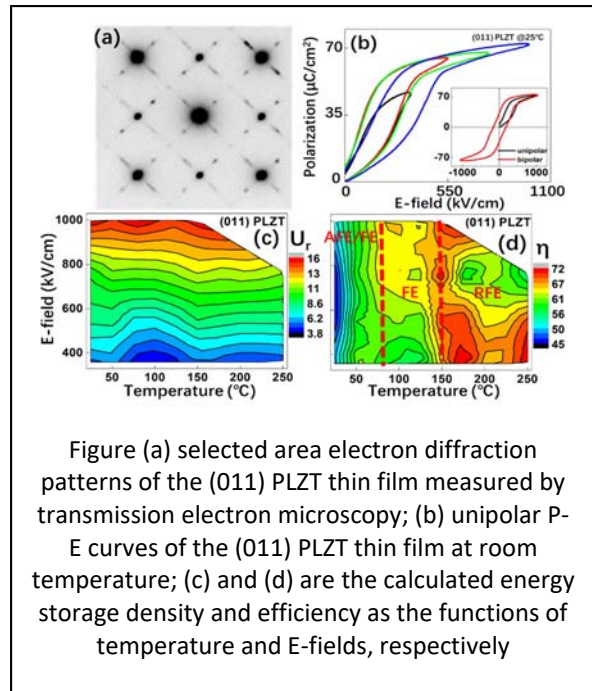 (a)
(b)
(011) PLZT @25℃
Polarization (μC/cm²)
70
35
0
0
550
1100
E-field (kV/cm)
70
0
-70
unipolar
bipolar
-1000
0
1000
(011) PLZT
(c)
E-field (kV/cm)
1000
800
600
400
50
100
150
200
250
Temperature (℃)
Ur
16
14
11
8.6
6.2
3.8
(011) PLZT
AFE/FE
(d)
FE
RFE
50
100
150
200
250
Temperature (℃)
η
72
67
61
56
50
45
Figure (a) selected area electron diffraction
patterns of the (011) PLZT thin film measured by
transmission electron microscopy; (b) unipolar P-
E curves of the (011) PLZT thin film at room
temperature; (c) and (d) are the calculated energy
storage density and efficiency as the functions of
temperature and E-fields, respectively